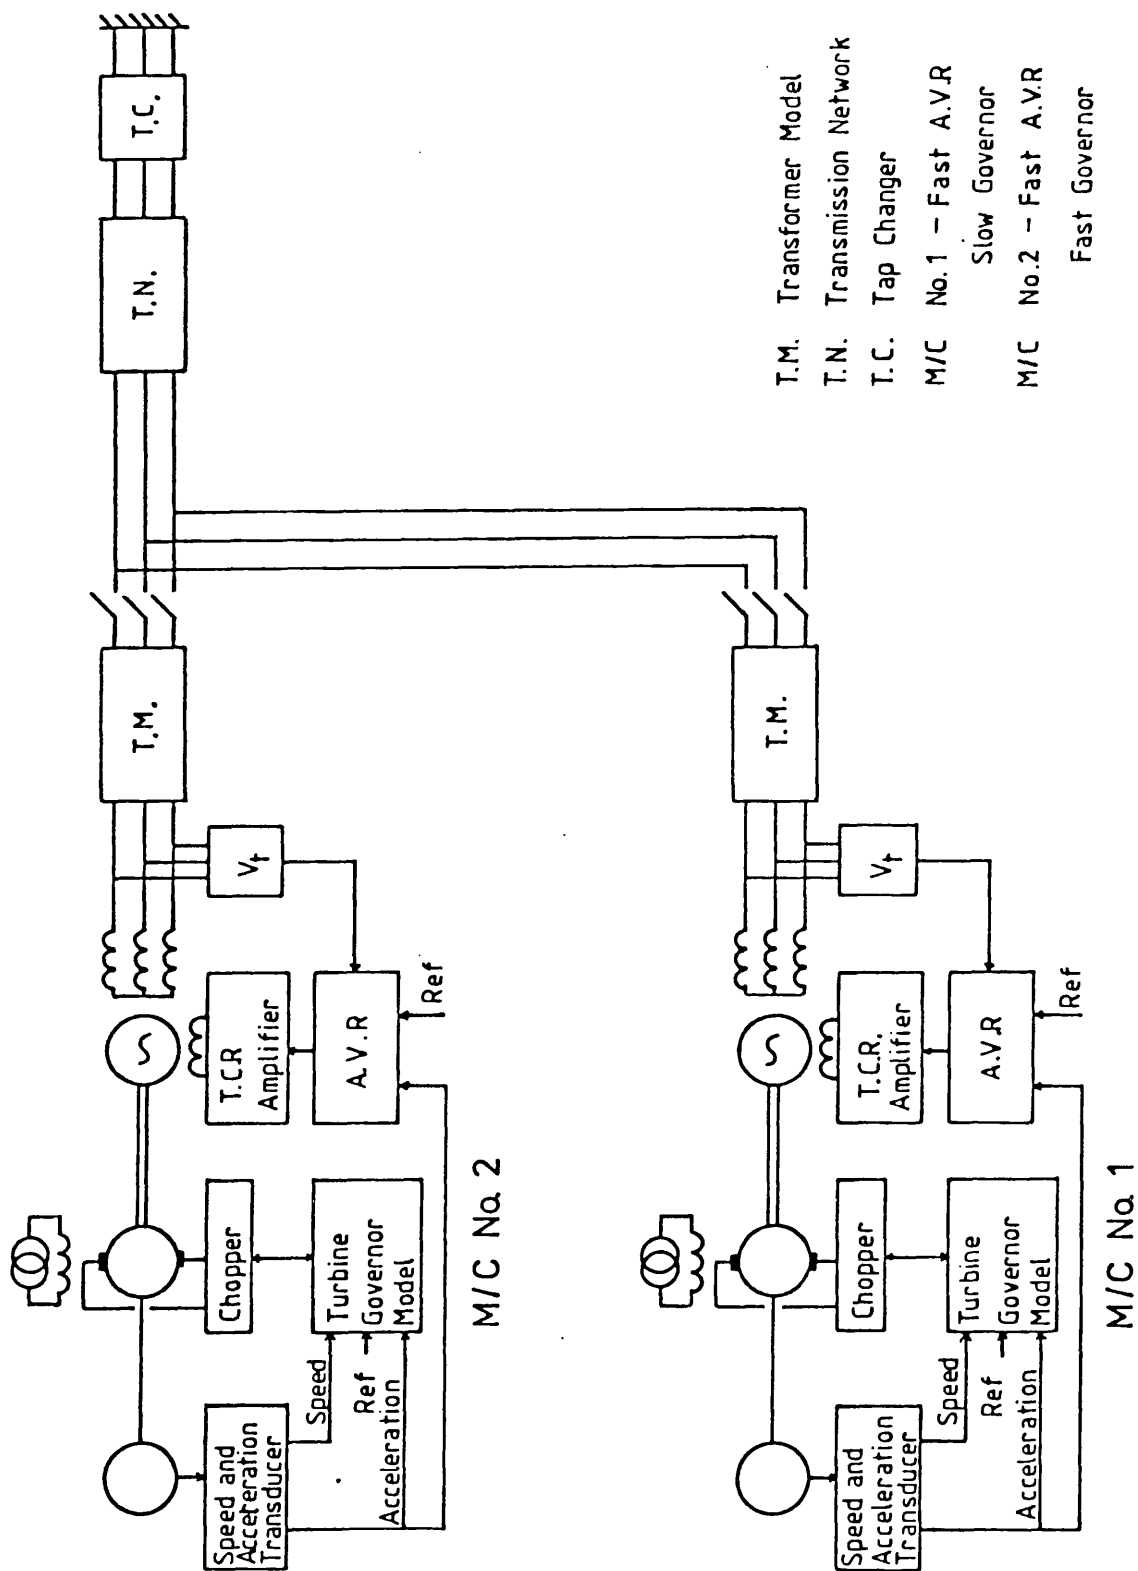 Speed and
Acceleration
Transducer
Speed
Ref
Acceleration
Chopper
Turbine
Governor
Model
T.C.R
Amplifier
A.V.R
Ref
Vt
T.M.
T.N.
T.C.
M/C No. 2
Speed and
Acceleration
Transducer
Speed
Ref
Acceleration
Chopper
Turbine
Governor
Model
T.C.R.
Amplifier
A.V.R
Ref
Vt
T.M.
M/C No. 1
T.M. Transformer Model
T.N. Transmission Network
T.C. Tap Changer
M/C No.1 – Fast A.V.R
Slow Governor
M/C No.2 – Fast A.V.R
Fast Governor